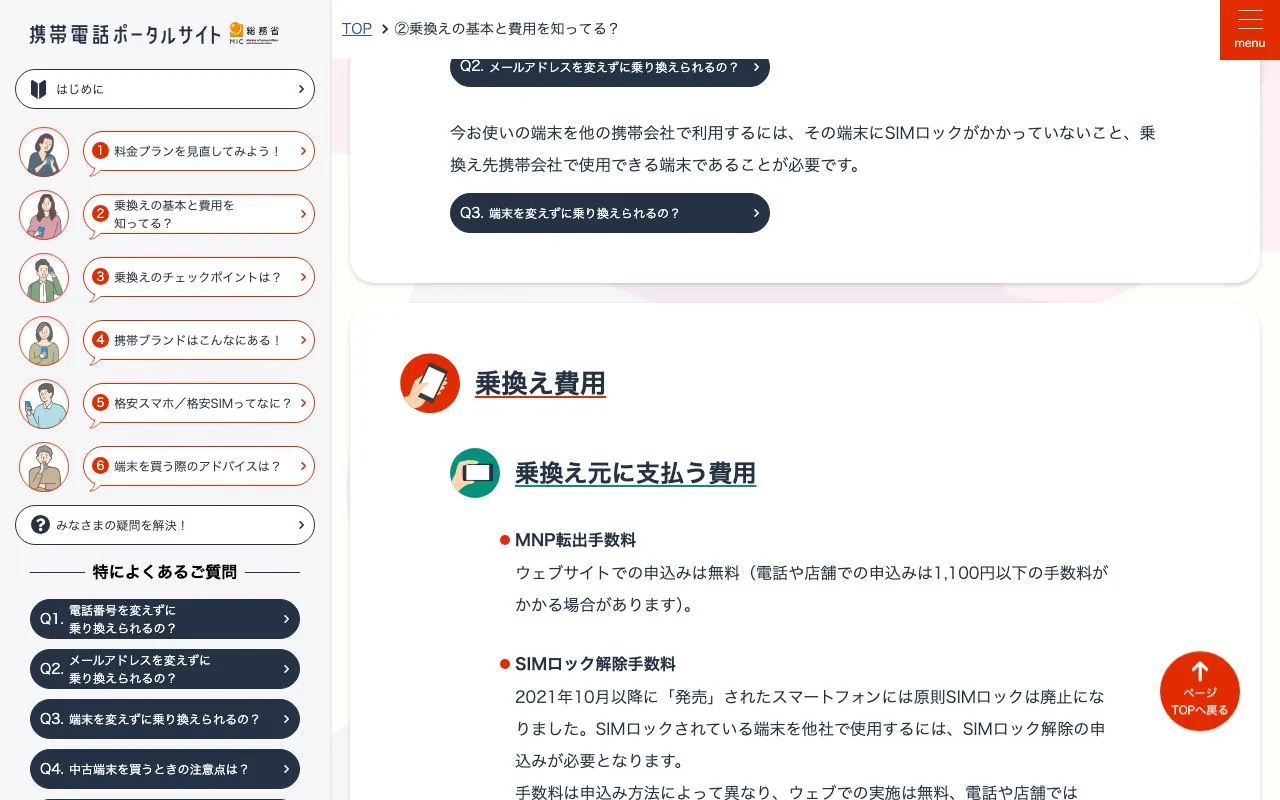 携帯電話ポータルサイト
総務省
MIC
はじめに
1 料金プランを見直してみよう！
2 乗換えの基本と費用を
知ってる？
3 乗換えのチェックポイントは？
4 携帯ブランドはこんなにある！
5 格安スマホ／格安SIMってなに？
6 端末を買う際のアドバイスは？
みなさまの疑問を解決！
特によくあるご質問
Q1. 電話番号を変えずに
乗り換えられるの？
Q2. メールアドレスを変えずに
乗り換えられるの？
Q3. 端末を変えずに乗り換えられるの？
Q4. 中古端末を買うときの注意点は？
TOP ②乗換えの基本と費用を知ってる？
menu
Q2. メールアドレスを変えずに乗り換えられるの？
今お使いの端末を他の携帯会社で利用するには、その端末にSIMロックがかかっていないこと、乗
換え先携帯会社で使用できる端末であることが必要です。
Q3. 端末を変えずに乗り換えられるの？
乗換え費用
乗換え元に支払う費用
MNP転出手数料
ウェブサイトでの申込みは無料（電話や店舗での申込みは1,100円以下の手数料が
かかる場合があります）。
SIMロック解除手数料
2021年10月以降に「発売」されたスマートフォンには原則SIMロックは廃止にな
りました。SIMロックされている端末を他社で使用するには、SIMロック解除の申
込みが必要となります。
手数料は申込み方法によって異なり、ウェブでの実施は無料、電話や店舗では
ページ
TOPへ戻る